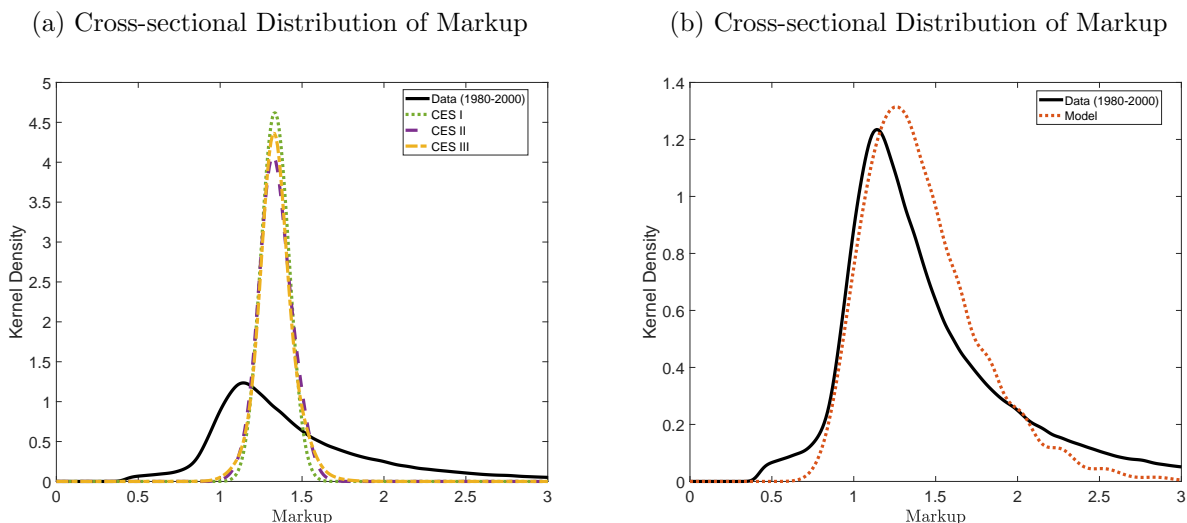 (a) Cross-sectional Distribution of Markup
5
4.5
4
3.5
3
2.5
2
1.5
1
0.5
0
Kernel Density
Data (1980-2000)
CES I
CES II
CES III
0 0.5 1 1.5 2 2.5 3
Markup
(b) Cross-sectional Distribution of Markup
1.4
1.2
1
0.8
0.6
0.4
0.2
0
Kernel Density
Data (1980-2000)
Model
0 0.5 1 1.5 2 2.5 3
Markup